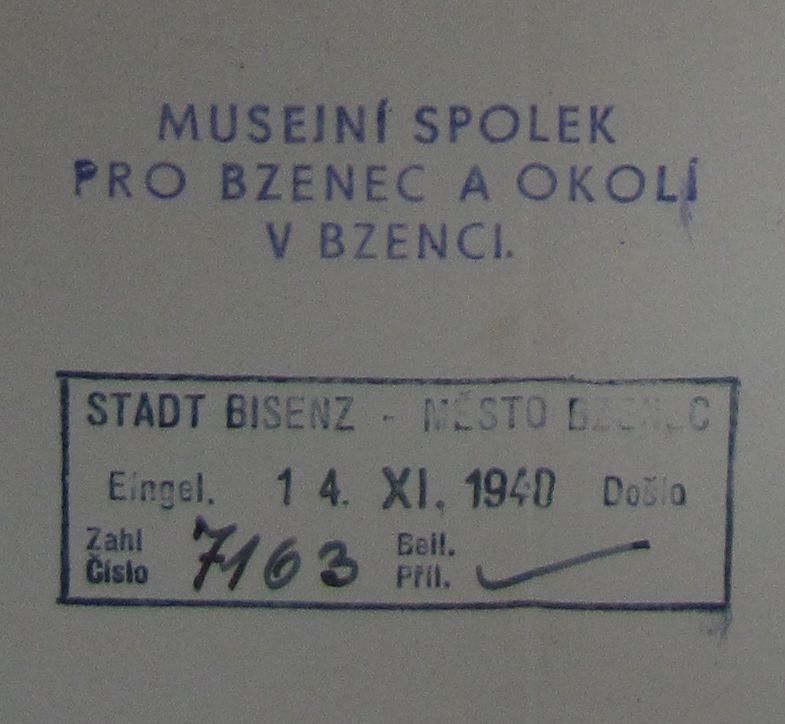 MUSEJNÍ SPOLEK
PRO BZENEC A OKOLÍ
V BZENCI.
STADT BISENZ - MĚSTO BZENEC
Eingel. 14. XI. 1940 Došlo
Zahl
Číslo 7163
Beil.
Příl.